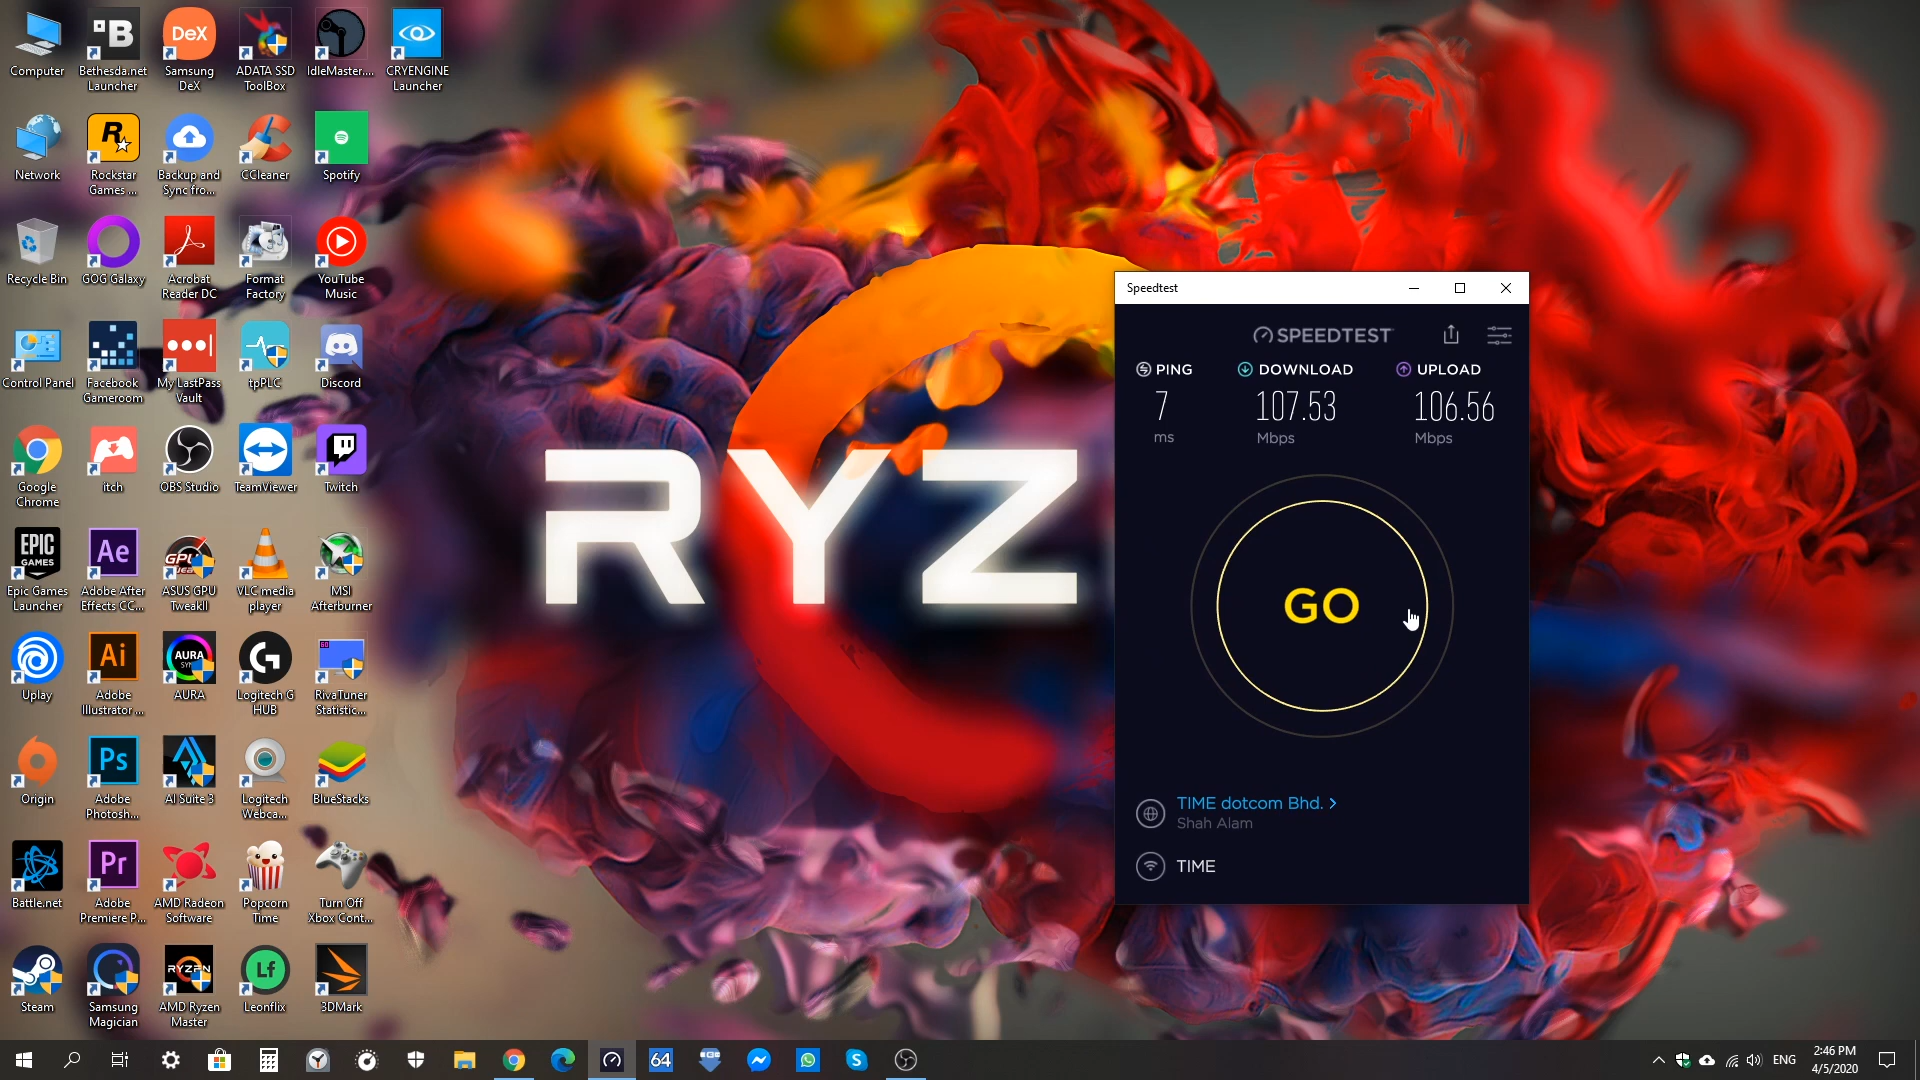 Computer
Bethesda.net
Launcher
Samsung
DeX
ADATA SSD
ToolBox
IdleMaster....
CRYENGINE
Launcher
B
DeX
Network
Rockstar
Games ...
Backup and
Sync fro...
CCleaner
Spotify
R
Recycle Bin
GOG Galaxy
Acrobat
Reader DC
Format
Factory
YouTube
Music
Control Panel
Facebook
Gameroom
My LastPass
Vault
tpPLC
Discord
Google
Chrome
itch
OBS Studio
TeamViewer
Twitch
EPIC
GAMES
Ae
GPU
Epic Games
Launcher
Adobe After
Effects CC...
ASUS GPU
TweakII
VLC media
player
MSI
Afterburner
Ai
AURA
SYNC
G
Uplay
Adobe
Illustrator ...
AURA
Logitech G
HUB
RivaTuner
Statistic...
Ps
Origin
Adobe
Photosh...
AI Suite 3
Logitech
Webca...
BlueStacks
Pr
Battle.net
Adobe
Premiere P...
AMD Radeon
Software
Popcorn
Time
Turn Off
Xbox Cont...
RYZEN
Lf
Steam
Samsung
Magician
AMD Ryzen
Master
Leonflix
3DMark
RYZ
Speedtest
SPEEDTEST
PING
DOWNLOAD
UPLOAD
7
107.53
106.56
ms
Mbps
Mbps
GO
TIME dotcom Bhd.
Shah Alam
TIME
64
ENG
2:46 PM
4/5/2020